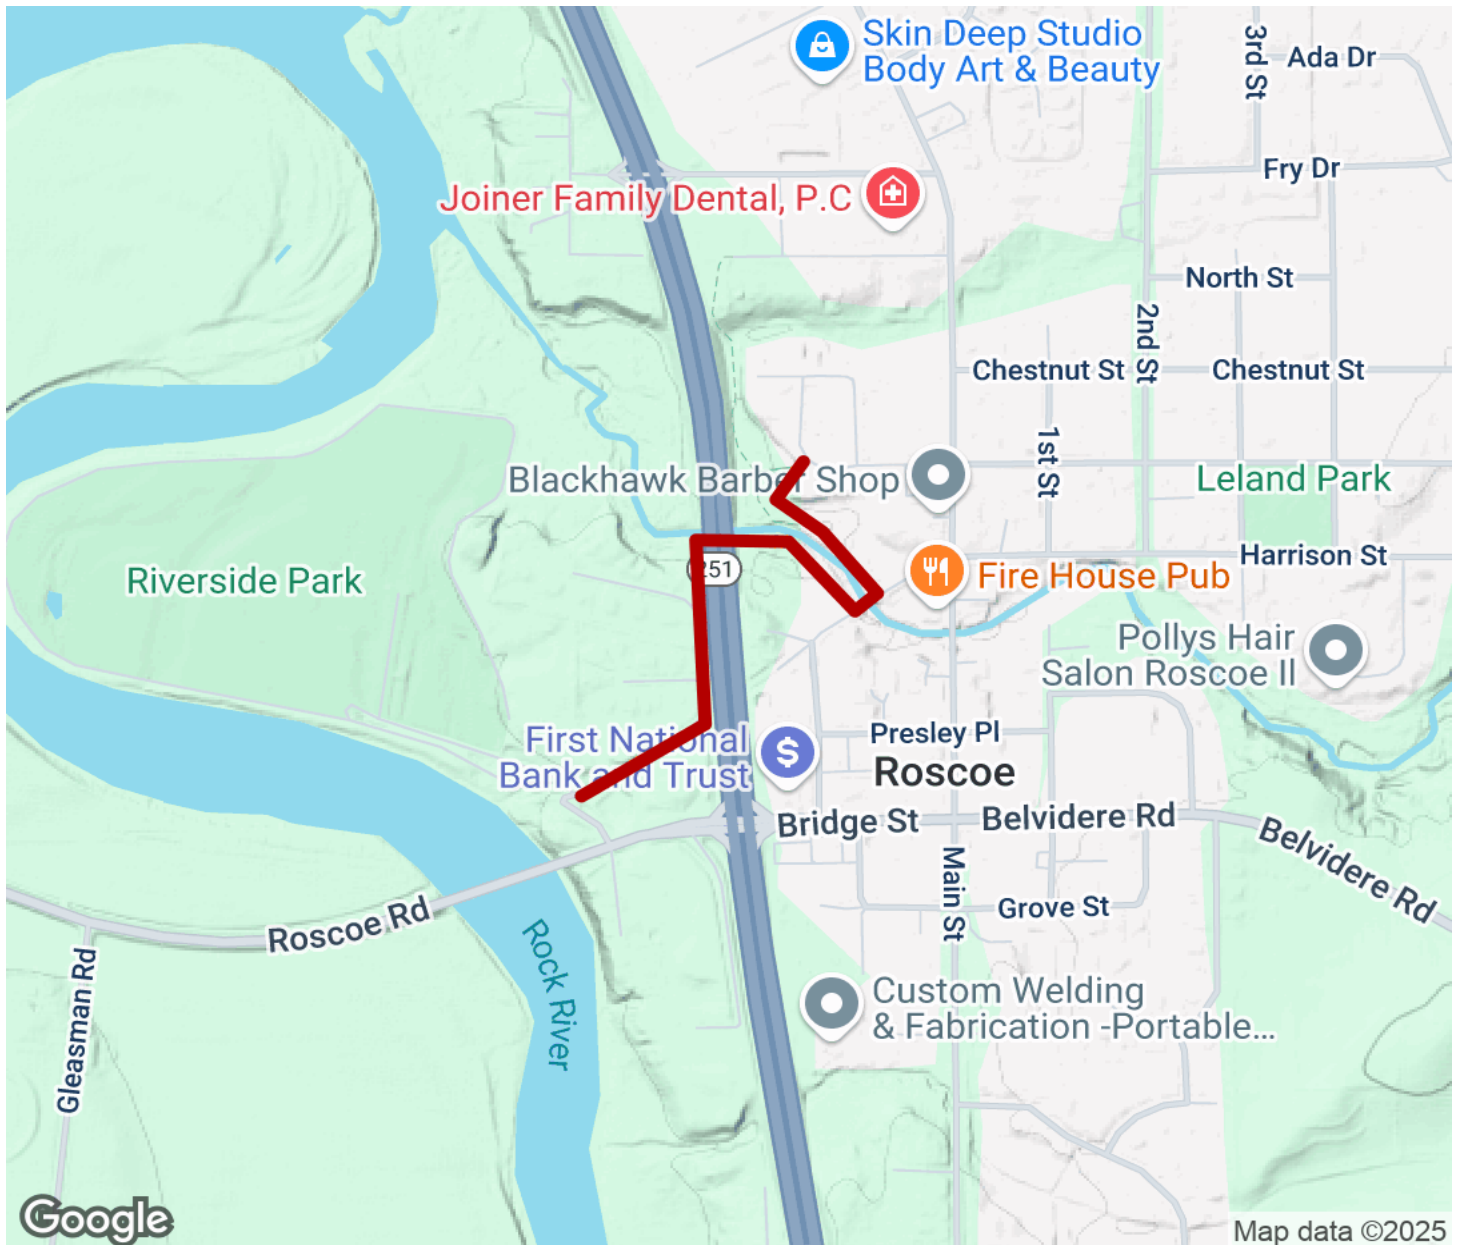 Skin Deep Studio
Body Art & Beauty
3rd St
Ada Dr
Fry Dr
Joiner Family Dental, P.C
North St
2nd St
Chestnut St
Chestnut St
1st St
Blackhawk Barber Shop
Leland Park
Harrison St
251
Fire House Pub
Riverside Park
Pollys Hair
Salon Roscoe Il
First National
Bank and Trust
Presley Pl
Roscoe
Bridge St
Belvidere Rd
Belvidere Rd
Main St
Grove St
Roscoe Rd
Rock River
Gleasman Rd
Custom Welding
& Fabrication -Portable...
Google
Map data ©2025